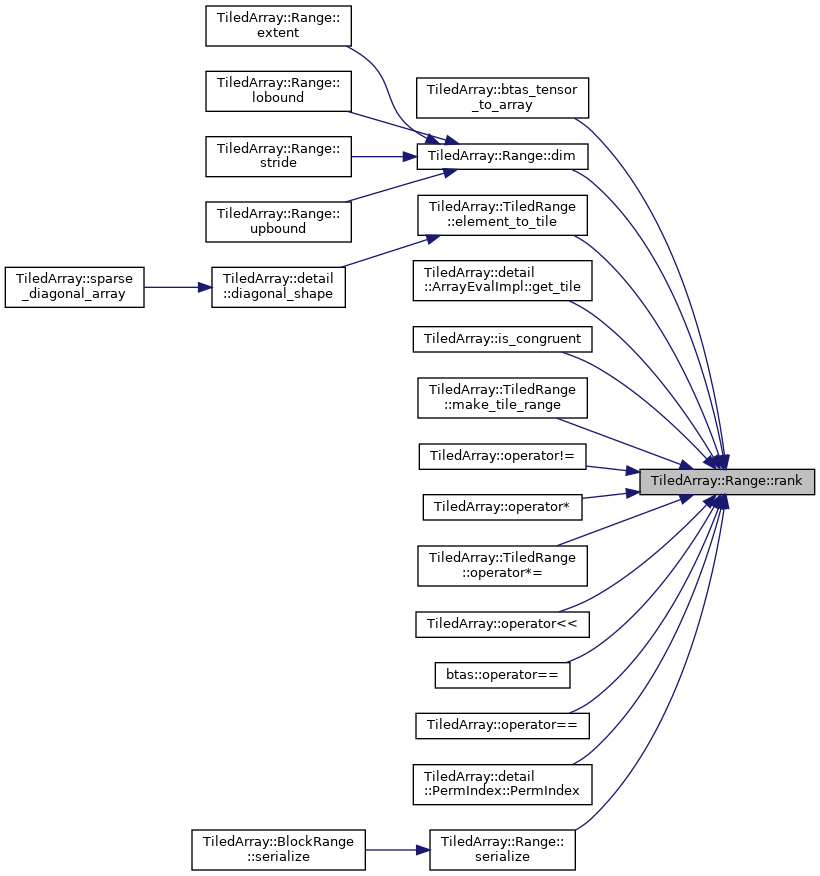 TiledArray::Range::
extent
TiledArray::Range::
lobound
TiledArray::Range::
stride
TiledArray::Range::
upbound
TiledArray::sparse
_diagonal_array
TiledArray::detail
::diagonal_shape
TiledArray::btas_tensor
_to_array
TiledArray::Range::dim
TiledArray::TiledRange
::element_to_tile
TiledArray::detail
::ArrayEvalImpl::get_tile
TiledArray::is_congruent
TiledArray::TiledRange
::make_tile_range
TiledArray::operator!=
TiledArray::operator*
TiledArray::TiledRange
::operator*=
TiledArray::operator<<
btas::operator==
TiledArray::operator==
TiledArray::detail
::PermIndex::PermIndex
TiledArray::BlockRange
::serialize
TiledArray::Range::
serialize
TiledArray::Range::rank